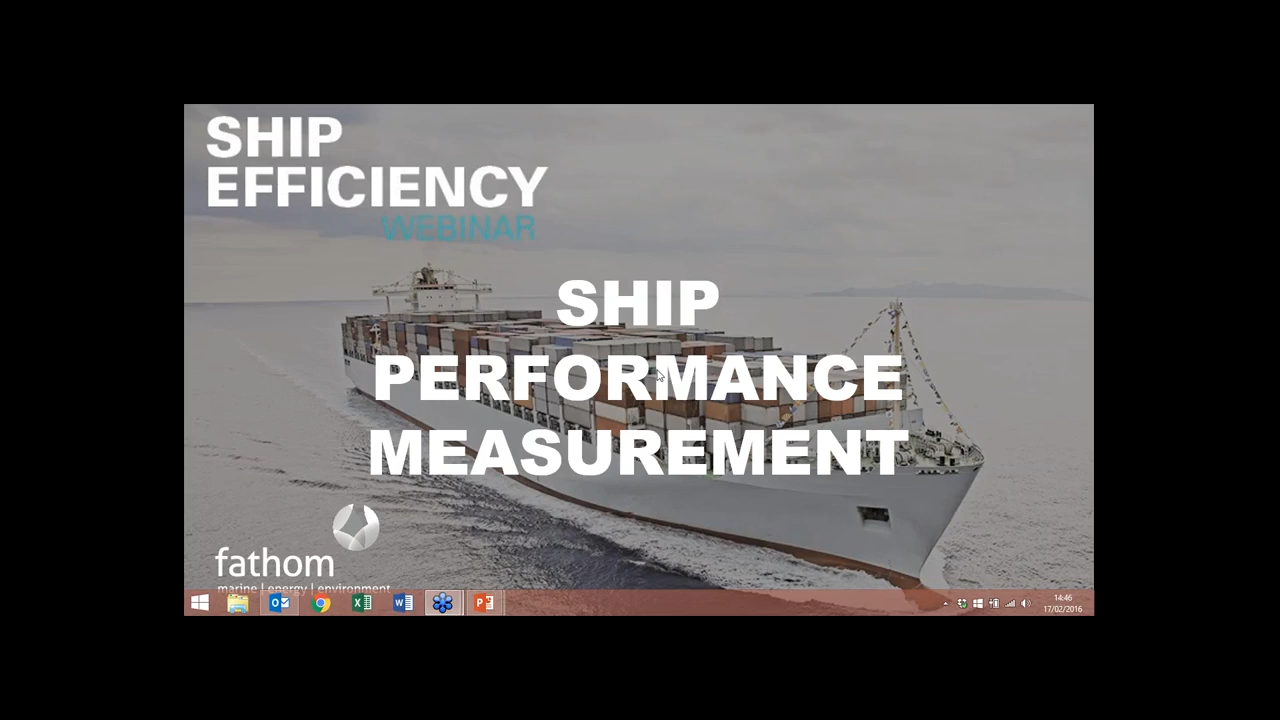 SHIP
EFFICIENCY
WEBINAR
SHIP
PERFORMANCE
MEASUREMENT
fathom
marine | energy | environment
14:46
17/02/2016